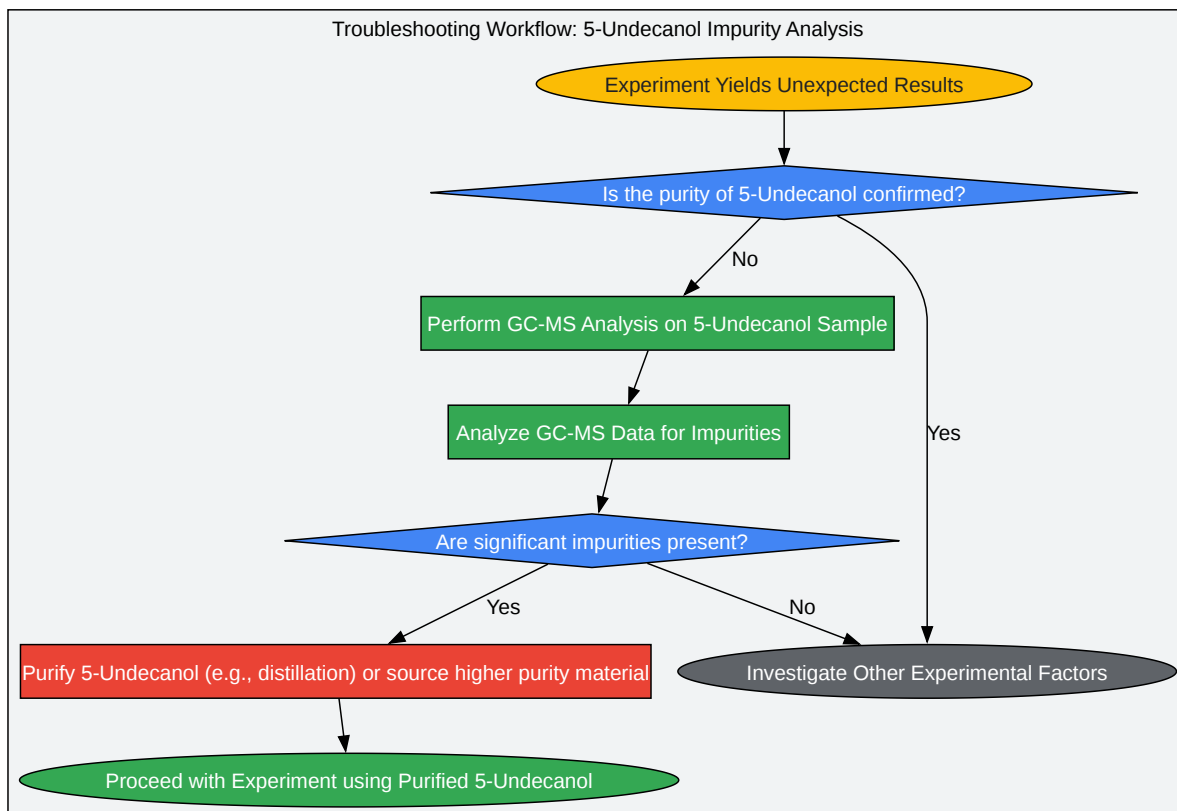 Troubleshooting Workflow: 5-Undecanol Impurity Analysis
Experiment Yields Unexpected Results
Is the purity of 5-Undecanol confirmed?
No
Perform GC-MS Analysis on 5-Undecanol Sample
Analyze GC-MS Data for Impurities
Yes
Are significant impurities present?
Yes
No
Purify 5-Undecanol (e.g., distillation) or source higher purity material
Investigate Other Experimental Factors
Proceed with Experiment using Purified 5-Undecanol